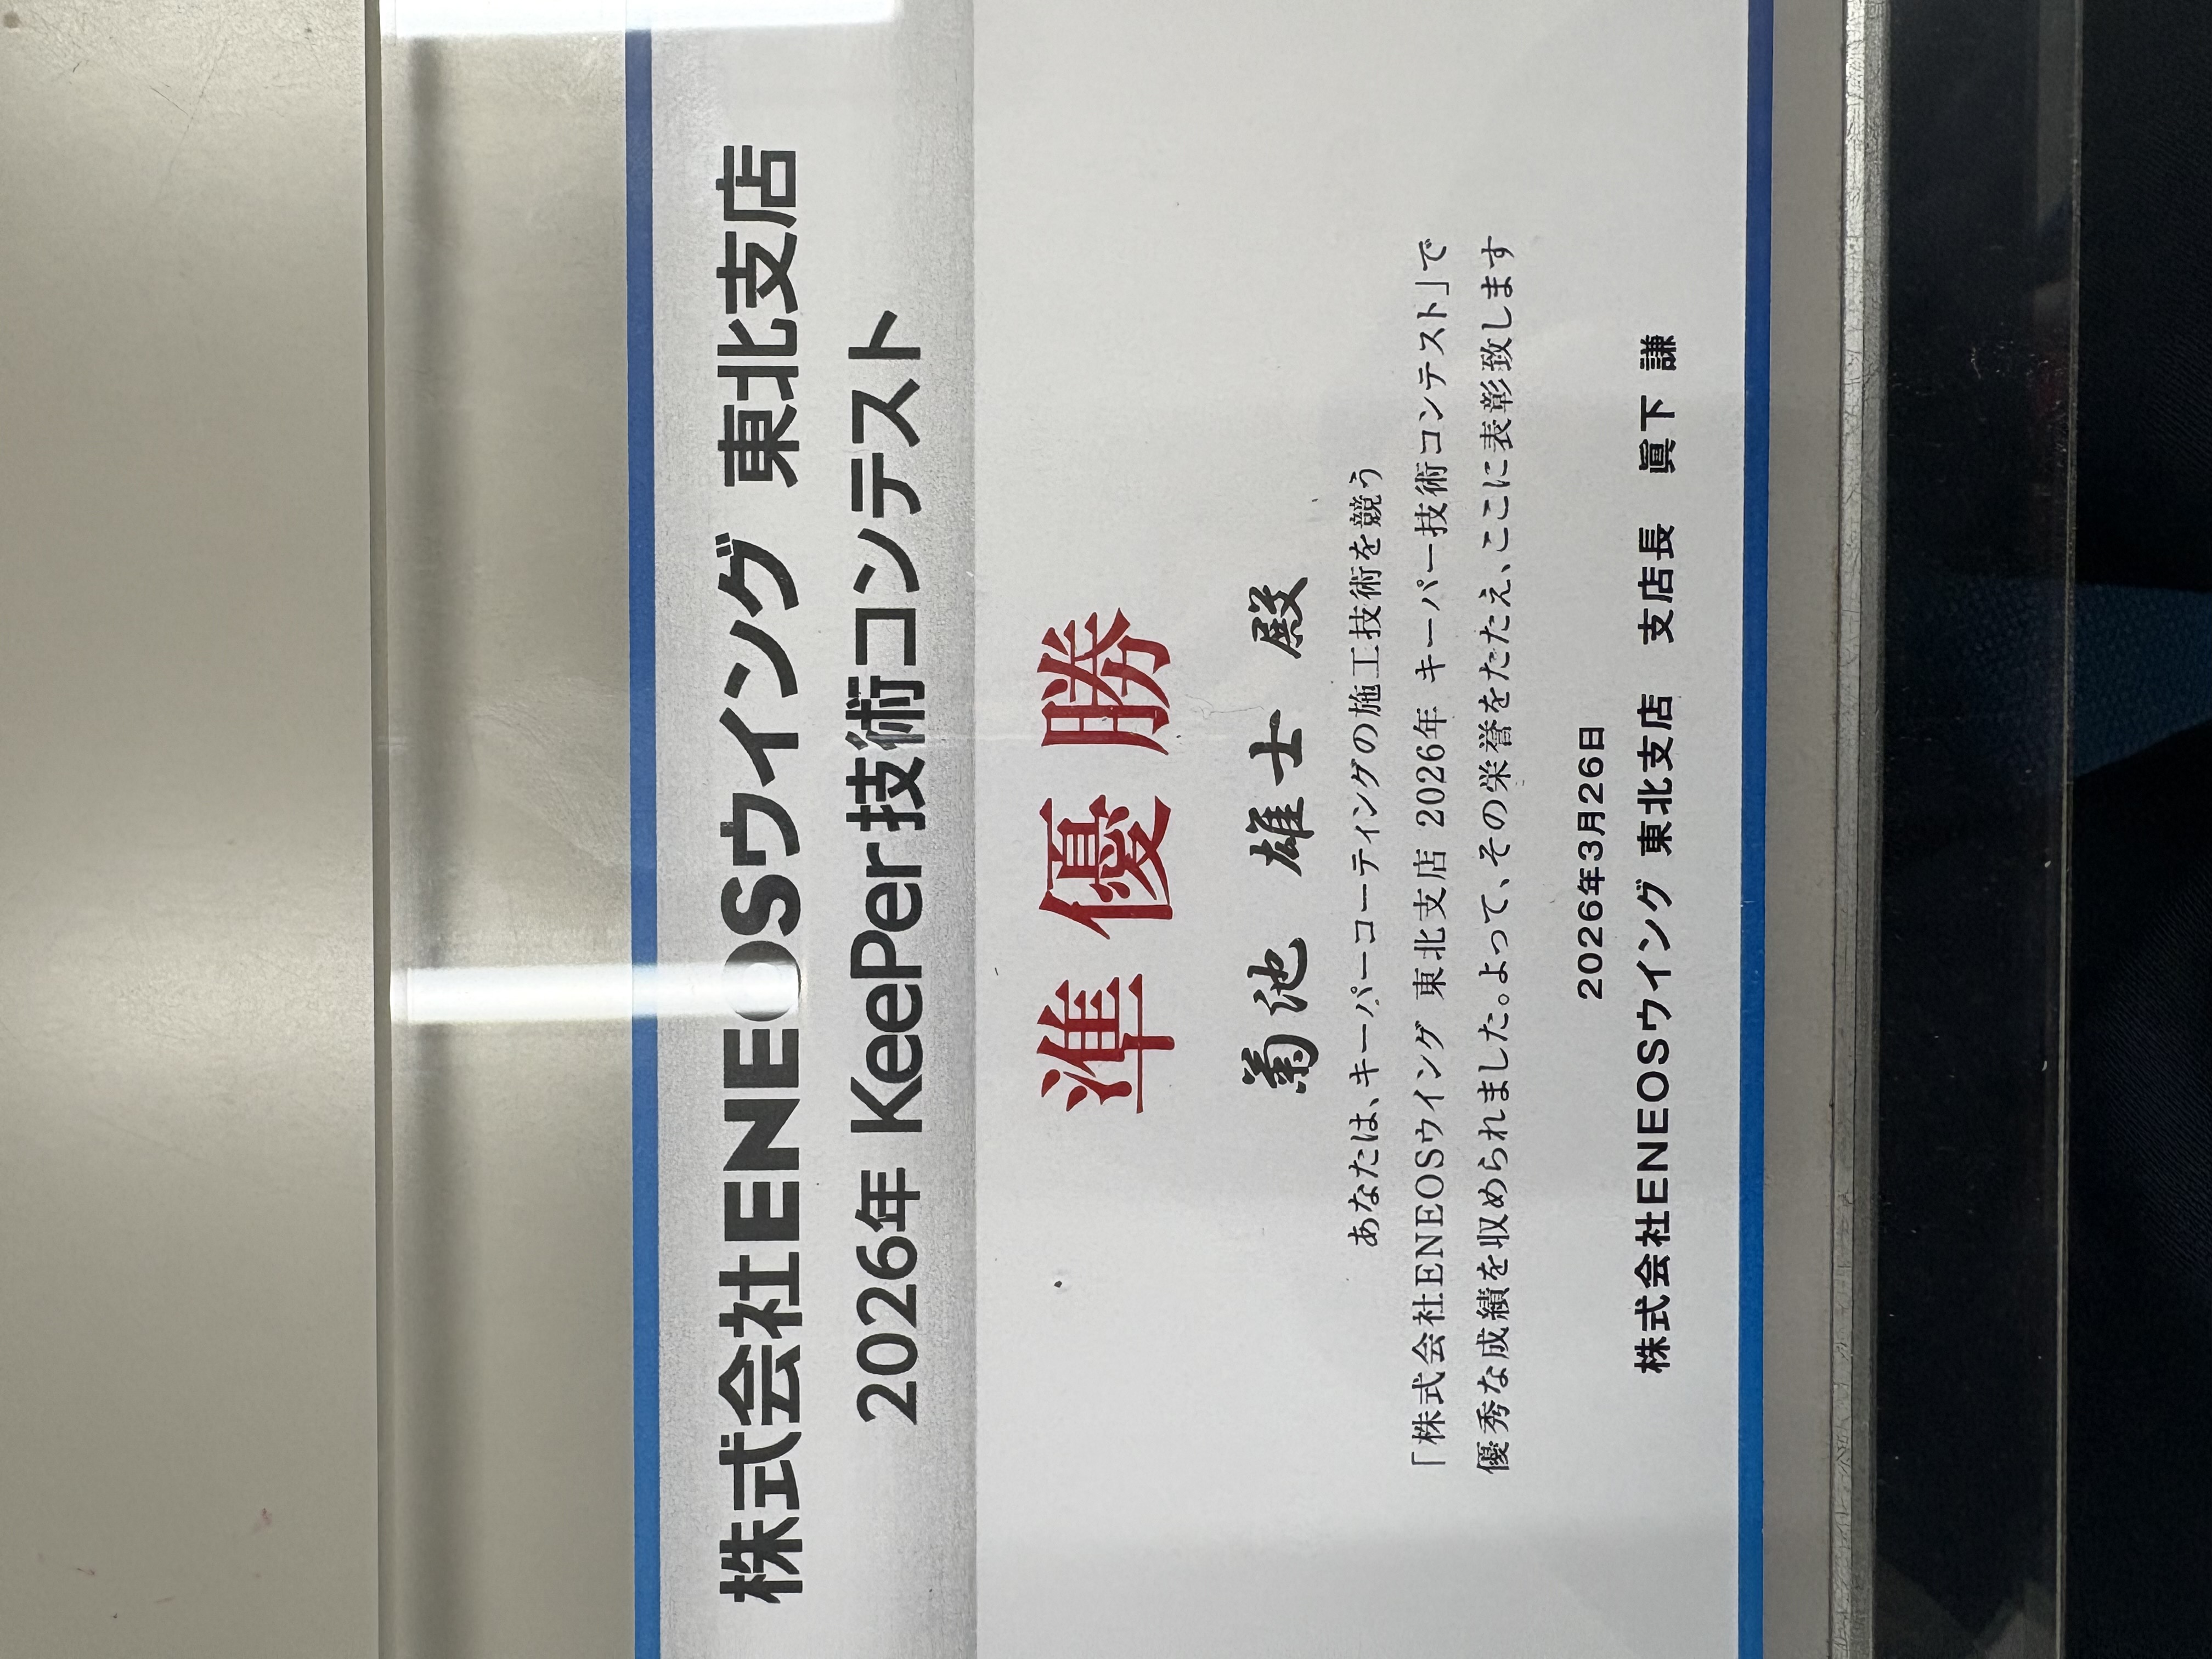 株式会社ENEOSウイング 東北支店
2026年 KeePer技術コンテスト
準優勝
菊池 雄士 殿
あなたは、キーパーコーティングの施工技術を競う
「株式会社ENEOSウイング 東北支店 2026年 キーパー技術コンテスト」で
優秀な成績を収められました。よって、その栄誉をたたえ、ここに表彰致します
2026年3月26日
株式会社ENEOSウイング 東北支店 支店長 眞下 謙